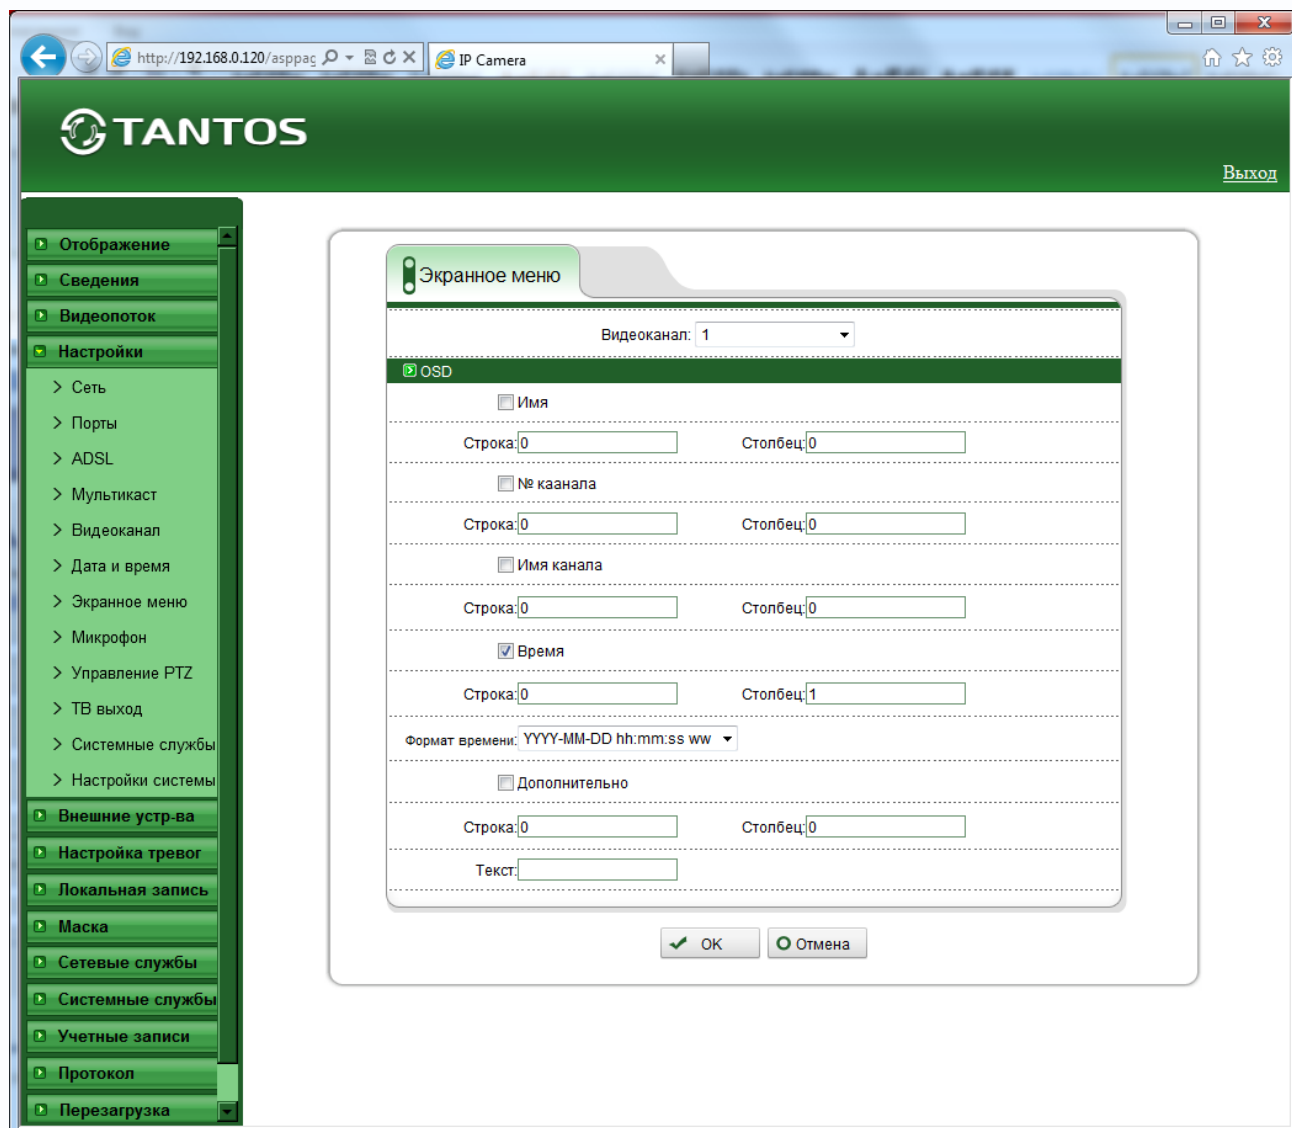 http://192.168.0.120/asppag
IP Camera
TANTOS
Выход
Отображение
Сведения
Видеопоток
Настройки
Сеть
Порты
ADSL
Мультикаст
Видеоканал
Дата и время
Экранное меню
Микрофон
Управление PTZ
ТВ выход
Системные службы
Настройки системы
Внешние устр-ва
Настройка тревог
Локальная запись
Маска
Сетевые службы
Системные службы
Учетные записи
Протокол
Перезагрузка
Экранное меню
Видеоканал: 1
OSD
Имя
Строка: 0 Столбец: 0
№ каанала
Строка: 0 Столбец: 0
Имя канала
Строка: 0 Столбец: 0
Время
Строка: 0 Столбец: 1
Формат времени: YYYY-MM-DD hh:mm:ss ww
Дополнительно
Строка: 0 Столбец: 0
Текст:
OK Отмена